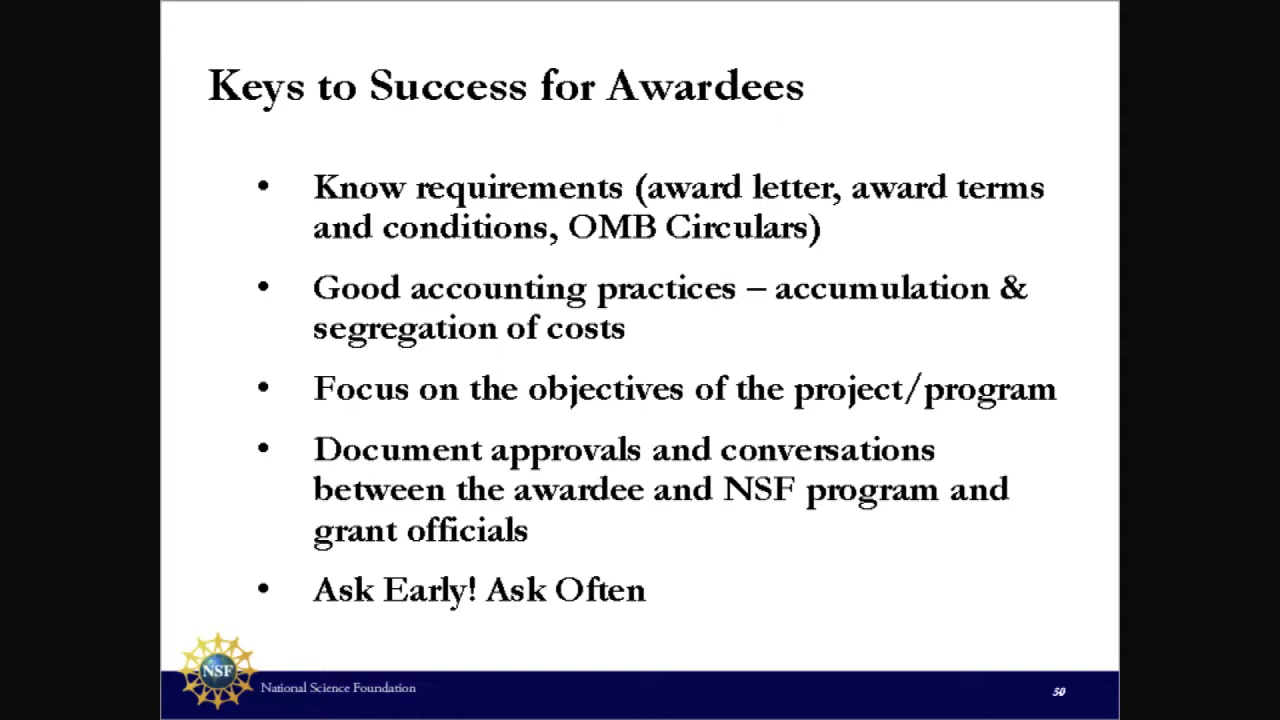 Keys to Success for Awardees
• Know requirements (award letter, award terms
and conditions, OMB Circulars)
• Good accounting practices – accumulation &
segregation of costs
• Focus on the objectives of the project/program
• Document approvals and conversations
between the awardee and NSF program and
grant officials
• Ask Early! Ask Often
NSF
National Science Foundation
50